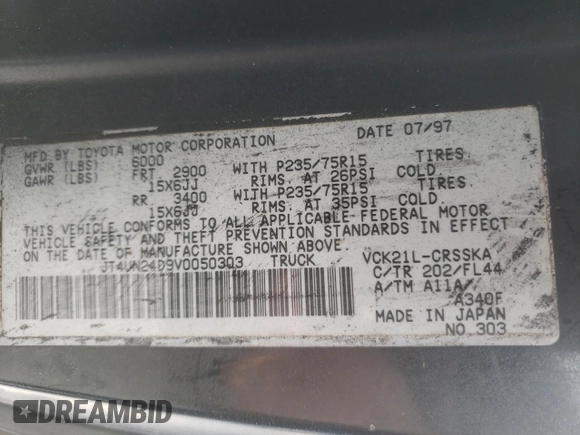 MFD BY TOYOTA MOTOR CORPORATION DATE 07/97
GVWR (LBS) 6000
GAWR (LBS) FRT 2900 WITH P235/75R15 TIRES
15X6JJ RIMS, AT 26PSI COLD.
RR 3400 WITH P235/75R15 TIRES
15X6JJ RIMS, AT 35PSI COLD.
THIS VEHICLE CONFORMS TO ALL APPLICABLE FEDERAL MOTOR
VEHICLE SAFETY AND THEFT PREVENTION STANDARDS IN EFFECT
ON THE DATE OF MANUFACTURE SHOWN ABOVE.
JT4UN24D9V0050303 TRUCK VCK21L-CRSSKA
C/TR 202/FL44
A/TM A11A/
A340F
MADE IN JAPAN
NO 303
DREAMBID